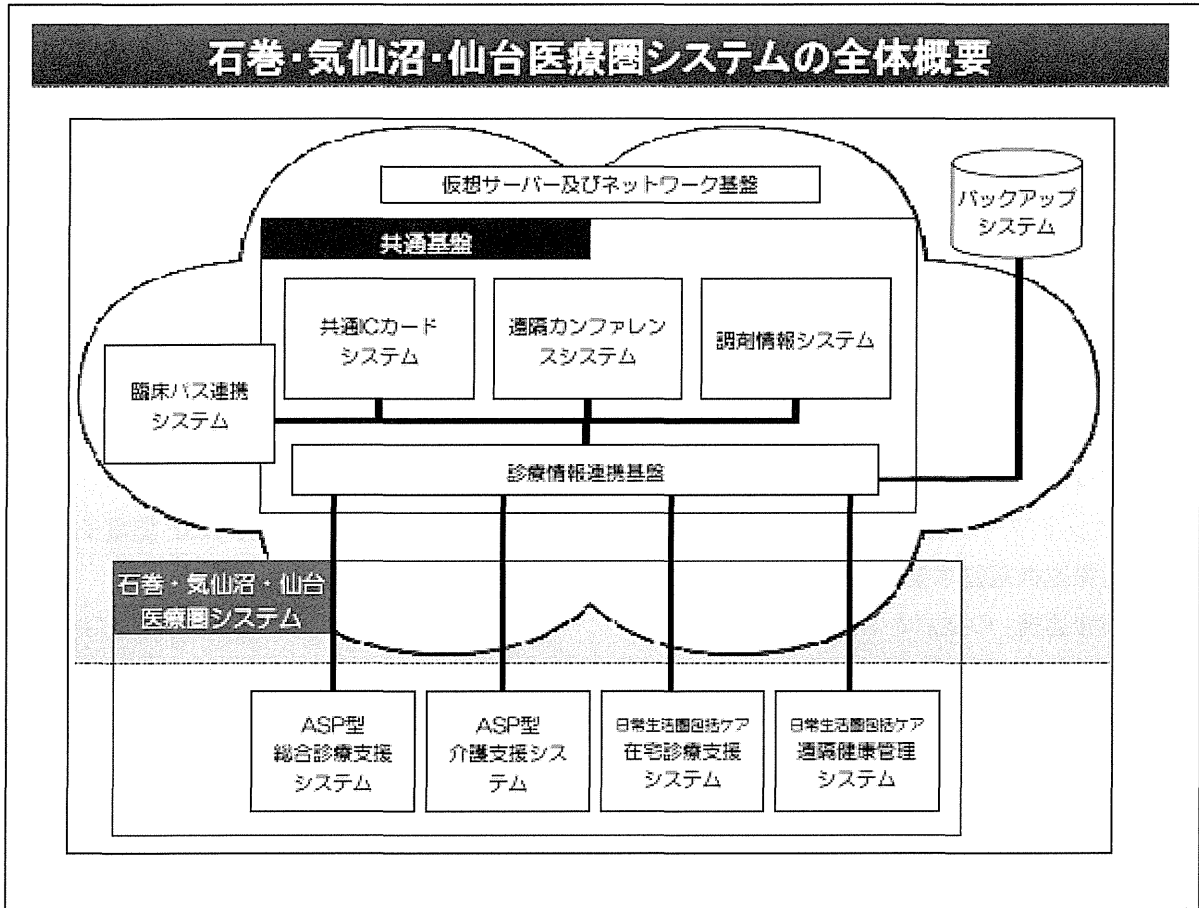 石巻・気仙沼・仙台医療圏システムの全体概要
仮想サーバー及びネットワーク基盤
バックアップ
システム
共通基盤
共通ICカード
システム
遠隔カンファレン
スシステム
調剤情報システム
臨床パス連携
システム
診療情報連携基盤
石巻・気仙沼・仙台
医療圏システム
ASP型
総合診療支援
システム
ASP型
介護支援シス
テム
日常生活圏包括ケア
在宅診療支援
システム
日常生活圏包括ケア
遠隔健康管理
システム